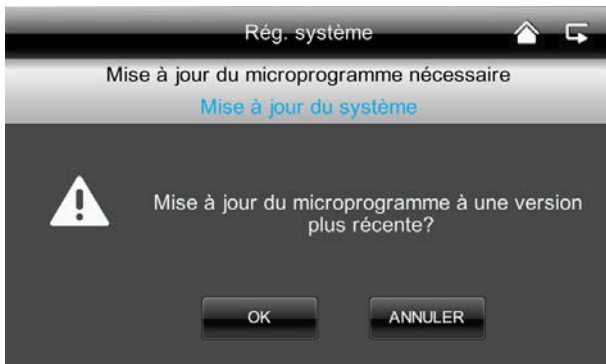 Rég. système
Mise à jour du microprogramme nécessaire
Mise à jour du système
Mise à jour du microprogramme à une version
plus récente?
OK
ANNULER